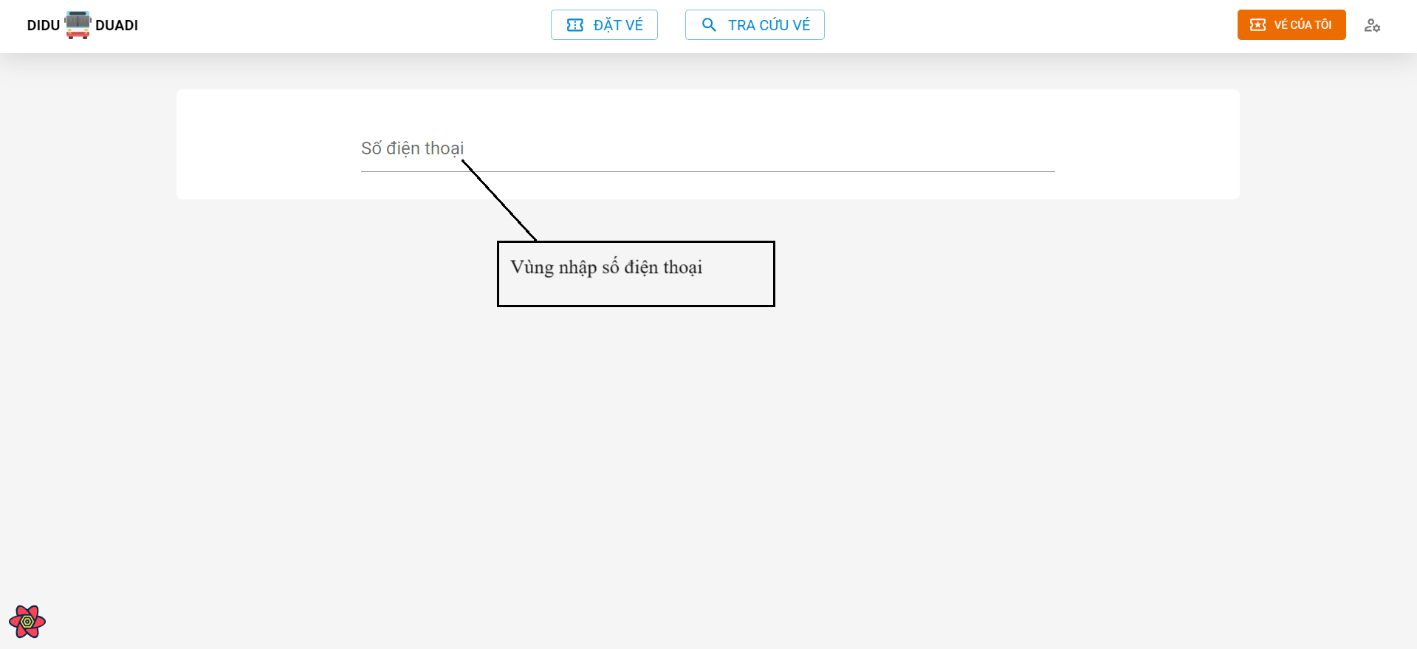 DIDU DUADI
ĐẶT VÉ
TRA CỨU VÉ
VÉ CỦA TÔI
Số điện thoại
Vùng nhập số điện thoại